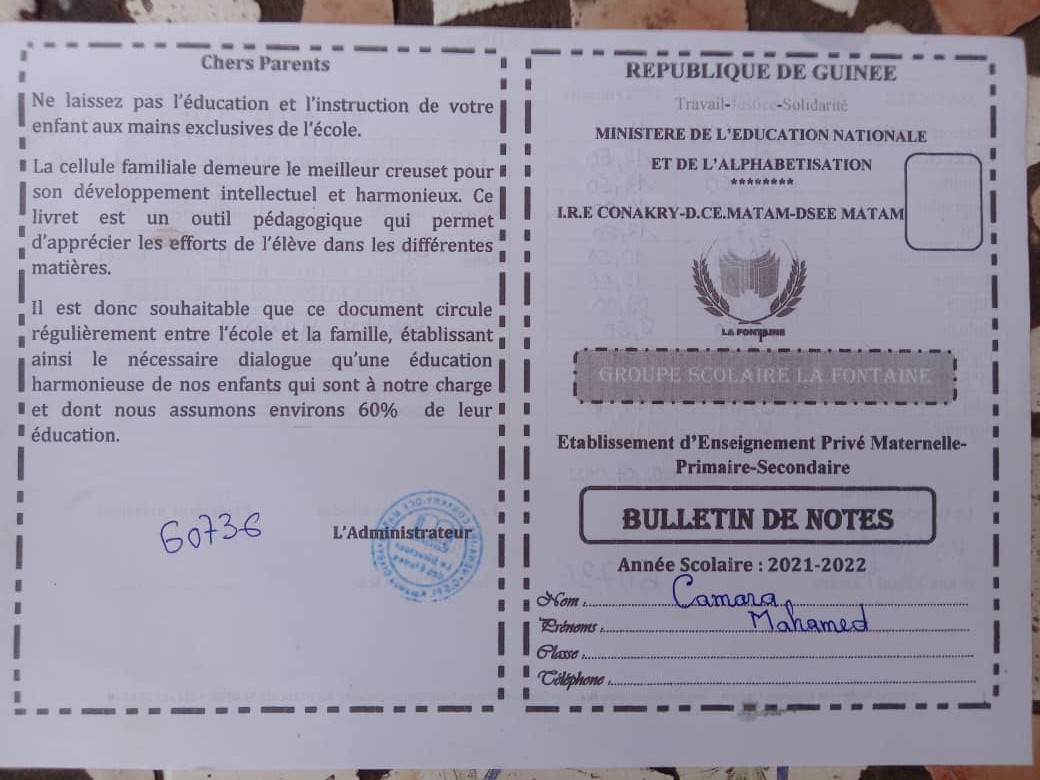 Chers Parents
Ne laissez pas l'éducation et l'instruction de votre
enfant aux mains exclusives de l'école.
La cellule familiale demeure le meilleur creuset pour
son développement intellectuel et harmonieux. Ce
livret est un outil pédagogique qui permet
d'apprécier les efforts de l'élève dans les différentes
matières.
Il est donc souhaitable que ce document circule
régulièrement entre l'école et la famille, établissant
ainsi le nécessaire dialogue qu'une éducation
harmonieuse de nos enfants qui sont à notre charge
et dont nous assumons environs 60% de leur
éducation.
60736
L'Administrateur
REPUBLIQUE DE GUINEE
Travail-Justice-Solidarité
MINISTERE DE L'EDUCATION NATIONALE
ET DE L'ALPHABETISATION
********
I.R.E CONAKRY-D.CE.MATAM-DSEE MATAM
LA FONTAINE
GROUPE SCOLAIRE LA FONTAINE
Etablissement d'Enseignement Privé Maternelle-
Primaire-Secondaire
BULLETIN DE NOTES
Année Scolaire : 2021-2022
Nom : Camara
Prénoms : Mahamed
Classe :
Téléphone :